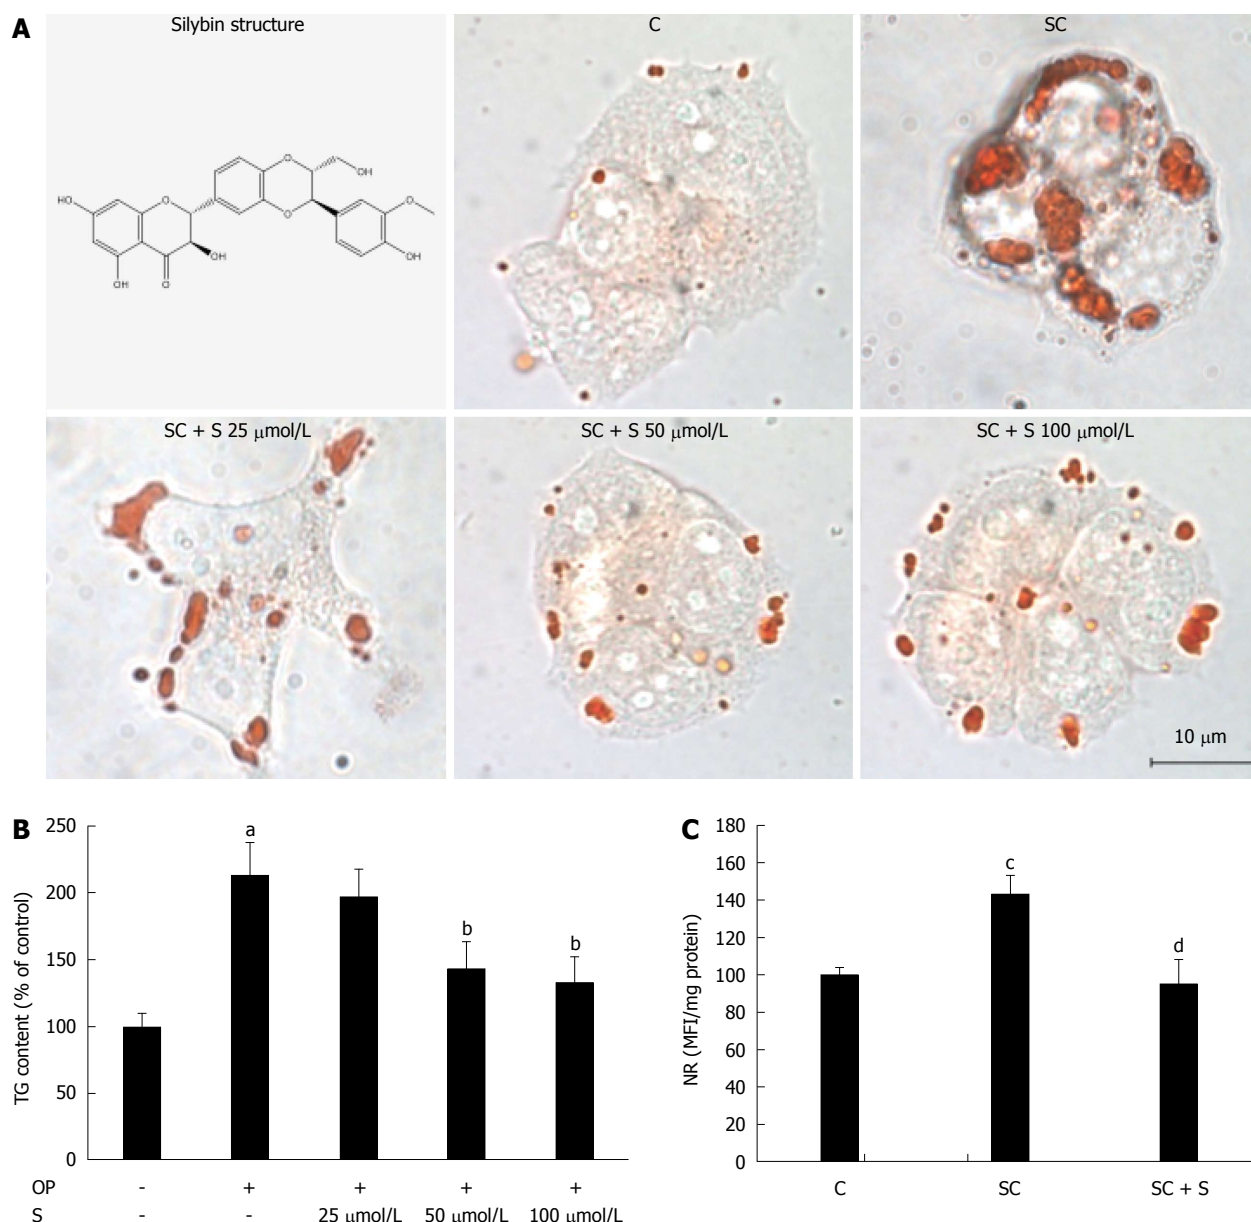 A
Silybin structure
C
SC
HO
O
O
O
OH
OH
O
OH
O
OH
SC + S 25 μmol/L
SC + S 50 μmol/L
SC + S 100 μmol/L
10 μm
B
TG content (% of control)
250
200
150
100
50
0
a
b
b
OP
-
+
+
+
+
S
-
-
25 μmol/L
50 μmol/L
100 μmol/L
C
NR (MFI/mg protein)
180
160
140
120
100
80
60
40
20
0
c
d
C
SC
SC + S